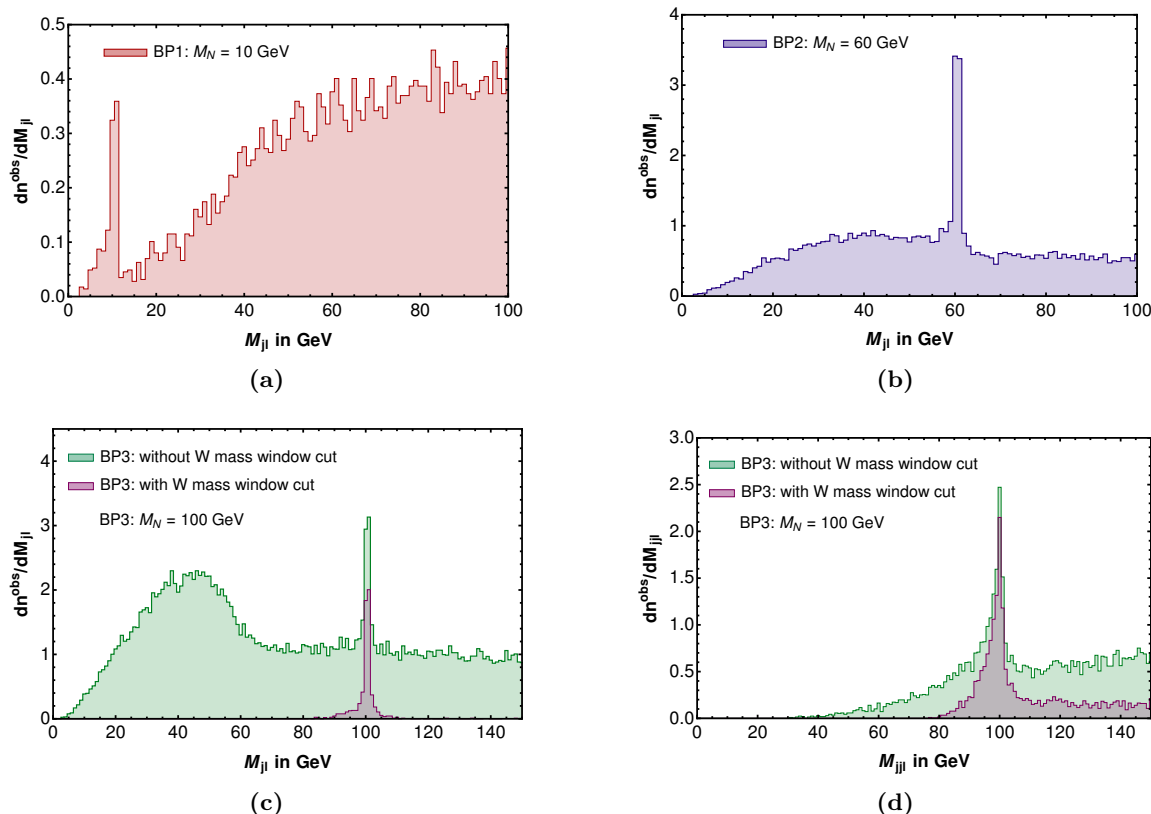 BP1: M_N = 10 GeV
dn^obs/dM_jl
0.5
0.4
0.3
0.2
0.1
0.0
0 20 40 60 80 100
M_jl in GeV
(a)
BP2: M_N = 60 GeV
dn^obs/dM_jl
4
3
2
1
0
0 20 40 60 80 100
M_jl in GeV
(b)
BP3: without W mass window cut
BP3: with W mass window cut
BP3: M_N = 100 GeV
dn^obs/dM_jl
4
3
2
1
0
0 20 40 60 80 100 120 140
M_jl in GeV
(c)
BP3: without W mass window cut
BP3: with W mass window cut
BP3: M_N = 100 GeV
dn^obs/dM_jjl
3.0
2.5
2.0
1.5
1.0
0.5
0.0
0 20 40 60 80 100 120 140
M_jjl in GeV
(d)